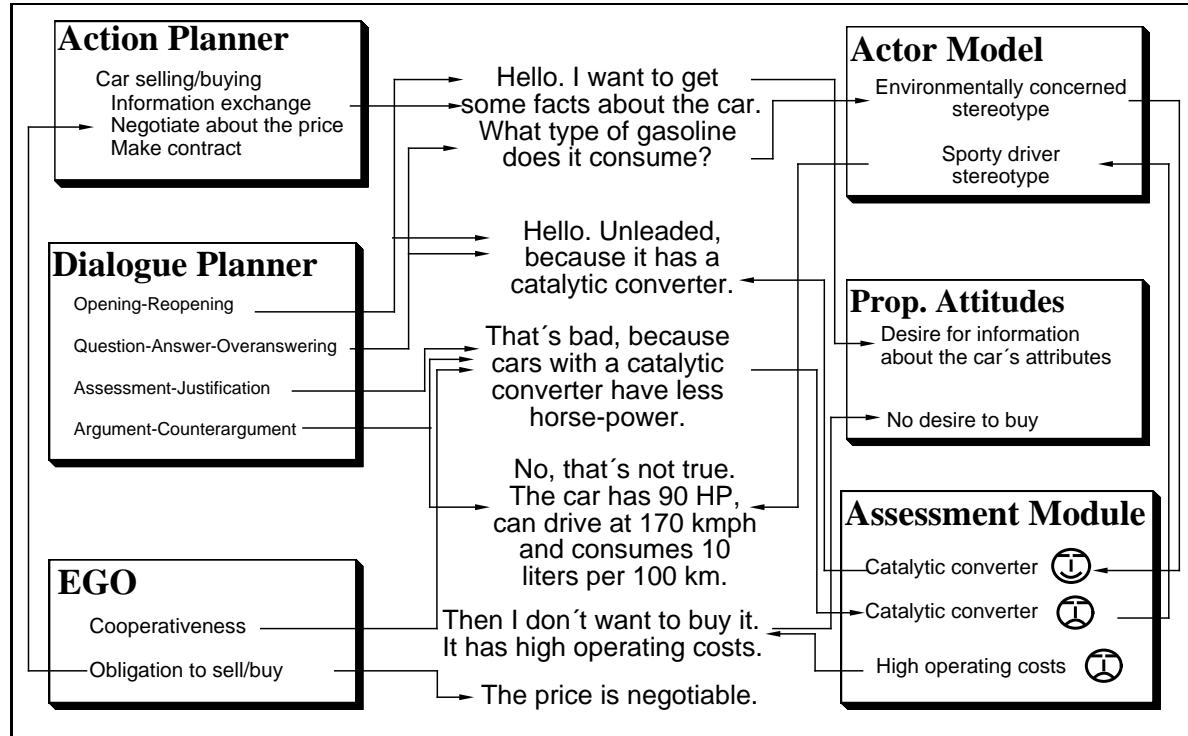 Action Planner
Car selling/buying
Information exchange
Negotiate about the price
Make contract
Dialogue Planner
Opening-Reopening
Question-Answer-Overanswering
Assessment-Justification
Argument-Counterargument
EGO
Cooperativeness
Obligation to sell/buy
Hello. I want to get
some facts about the car.
What type of gasoline
does it consume?
Hello. Unleaded,
because it has a
catalytic converter.
That´s bad, because
cars with a catalytic
converter have less
horse-power.
No, that´s not true.
The car has 90 HP,
can drive at 170 kmph
and consumes 10
liters per 100 km.
Then I don´t want to buy it.
It has high operating costs.
The price is negotiable.
Actor Model
Environmentally concerned
stereotype
Sporty driver
stereotype
Prop. Attitudes
Desire for information
about the car´s attributes
No desire to buy
Assessment Module
Catalytic converter
Catalytic converter
High operating costs